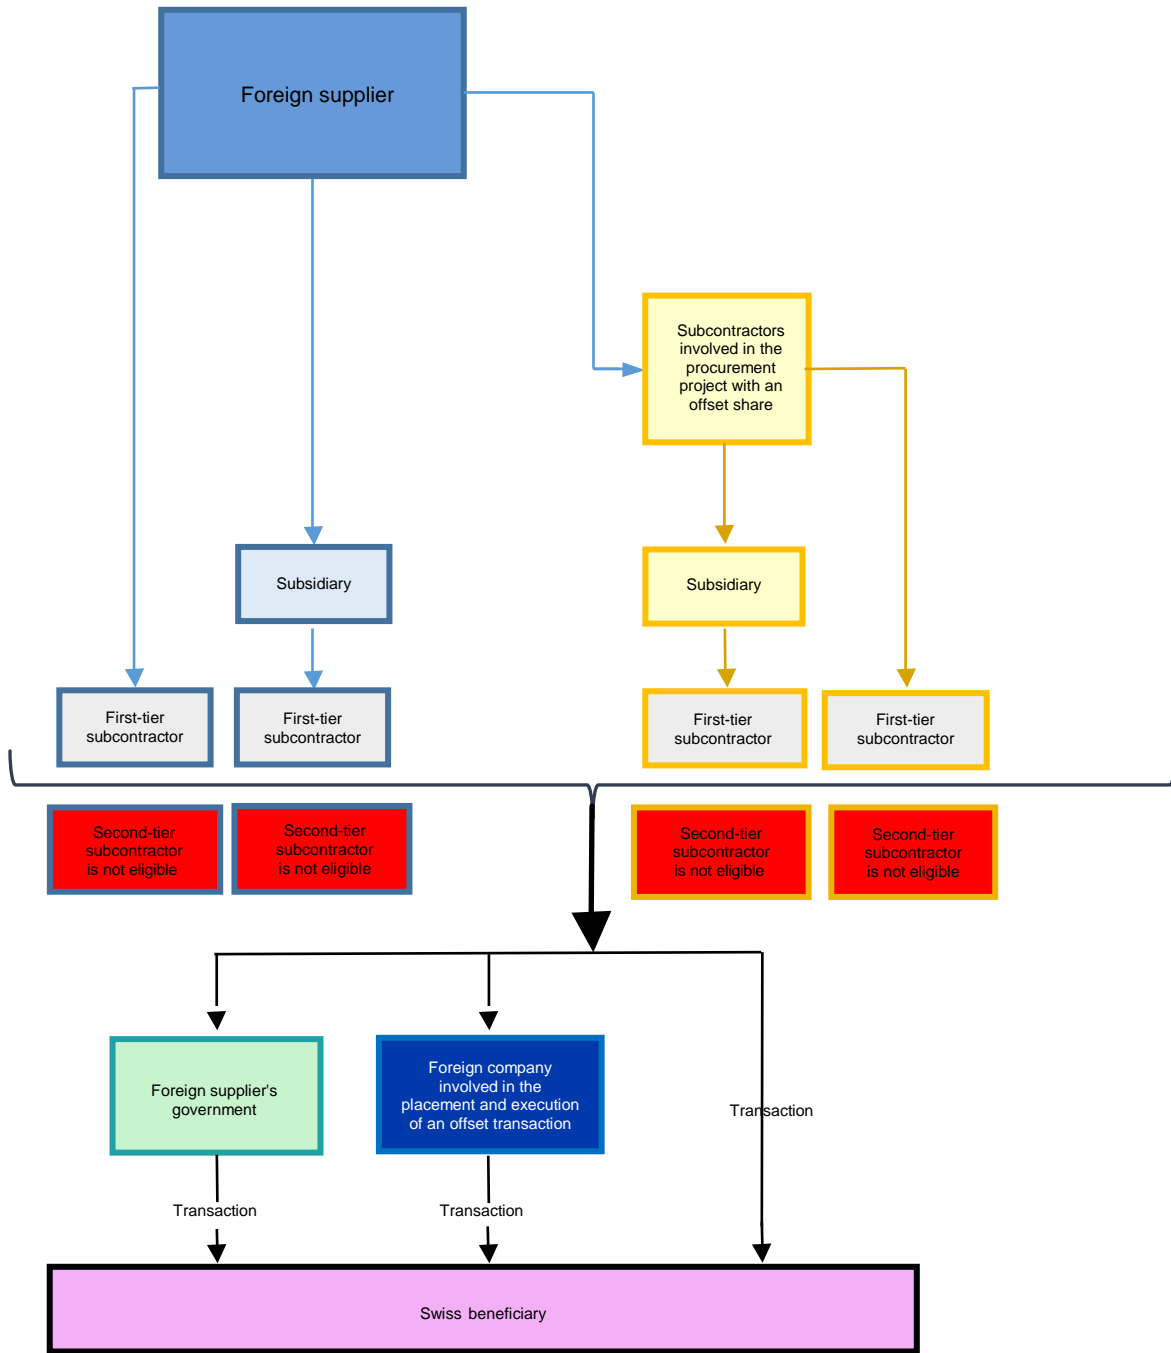 Foreign supplier
Subcontractors
involved in the
procurement
project with an
offset share
Subsidiary
Subsidiary
First-tier
subcontractor
First-tier
subcontractor
First-tier
subcontractor
First-tier
subcontractor
Second-tier
subcontractor
is not eligible
Second-tier
subcontractor
is not eligible
Second-tier
subcontractor
is not eligible
Second-tier
subcontractor
is not eligible
Foreign supplier's
government
Foreign company
involved in the
placement and execution
of an offset transaction
Transaction
Transaction
Transaction
Swiss beneficiary